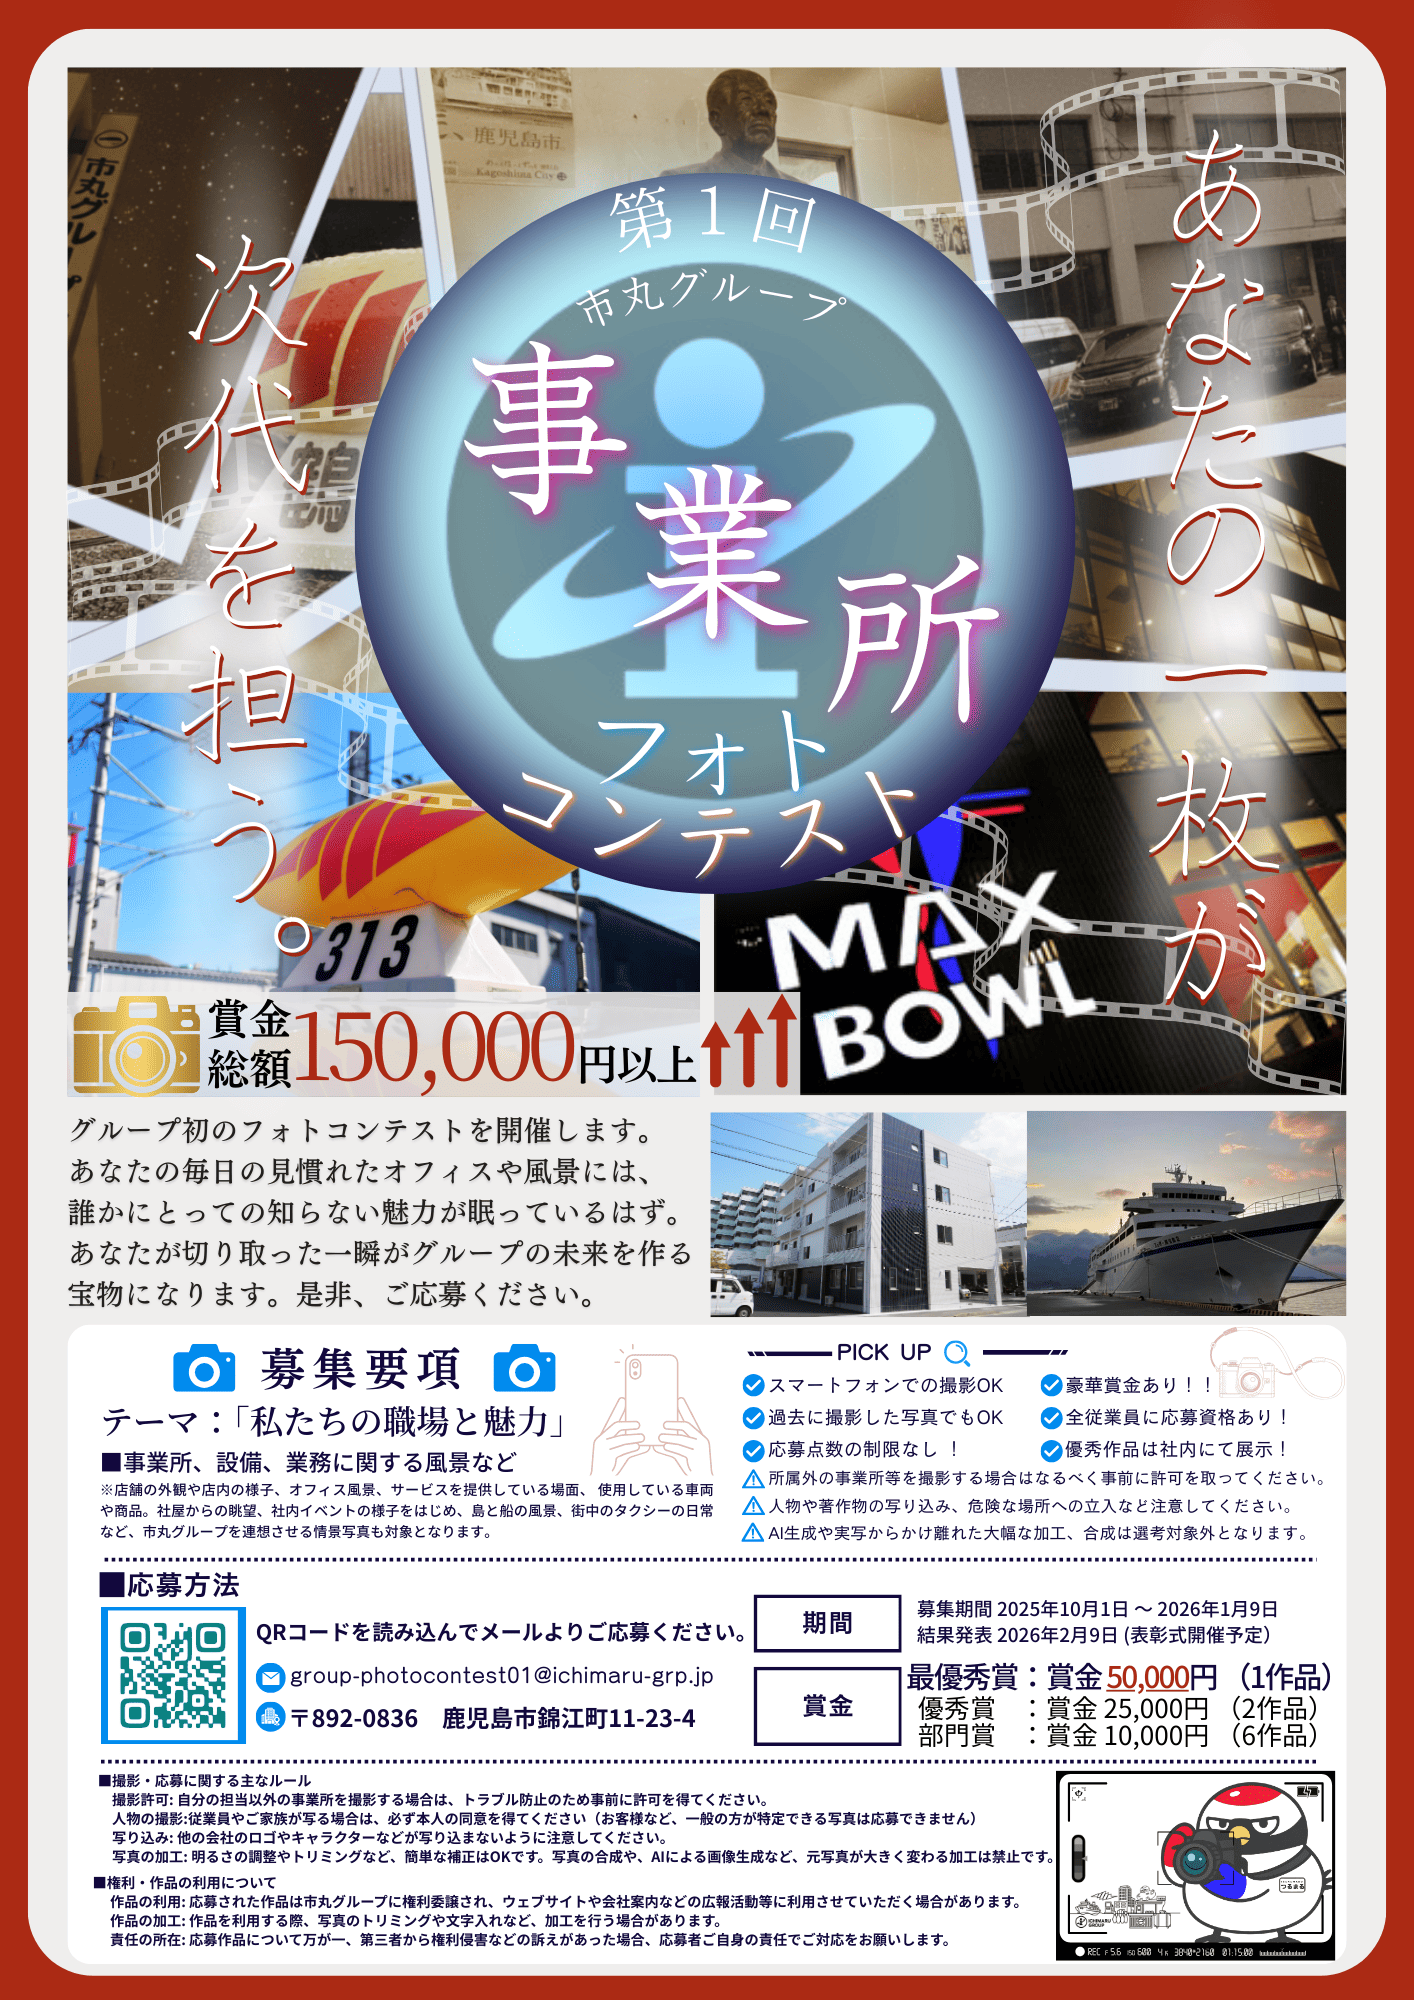 第1回
市丸グループ
事業所
フォト
コンテスト
あなたの一枚が
次代を担う。
一市丸グループ
鹿児島市
Kagoshima City
鶴
313
MAX
BOWL
賞金
総額150,000円以上
グループ初のフォトコンテストを開催します。
あなたの毎日の見慣れたオフィスや風景には、
誰かにとっての知らない魅力が眠っているはず。
あなたが切り取った一瞬がグループの未来を作る
宝物になります。是非、ご応募ください。
募集要項
テーマ：「私たちの職場と魅力」
■事業所、設備、業務に関する風景など
※店舗の外観や店内の様子、オフィス風景、サービスを提供している場面、 使用している車両
や商品。社屋からの眺望、社内イベントの様子をはじめ、島と船の風景、街中のタクシーの日常
など、市丸グループを連想させる情景写真も対象となります。
PICK UP
スマートフォンでの撮影OK
豪華賞金あり！！
過去に撮影した写真でもOK
全従業員に応募資格あり！
応募点数の制限なし ！
優秀作品は社内にて展示！
所属外の事業所等を撮影する場合はなるべく事前に許可を取ってください。
人物や著作物の写り込み、危険な場所への立入など注意してください。
AI生成や実写からかけ離れた大幅な加工、合成は選考対象外となります。
■応募方法
QRコードを読み込んでメールよりご応募ください。
group-photocontest01@ichimaru-grp.jp
〒892-0836 鹿児島市錦江町11-23-4
期間
募集期間 2025年10月1日 ～ 2026年1月9日
結果発表 2026年2月9日 (表彰式開催予定）
賞金
最優秀賞：賞金 50,000円 （1作品）
優秀賞 ：賞金 25,000円 （2作品）
部門賞 ：賞金 10,000円 （6作品）
■撮影・応募に関する主なルール
撮影許可: 自分の担当以外の事業所を撮影する場合は、トラブル防止のため事前に許可を得てください。
人物の撮影:従業員やご家族が写る場合は、必ず本人の同意を得てください（お客様など、一般の方が特定できる写真は応募できません）
写り込み: 他の会社のロゴやキャラクターなどが写り込まないように注意してください。
写真の加工: 明るさの調整やトリミングなど、簡単な補正はOKです。写真の合成や、AIによる画像生成など、元写真が大きく変わる加工は禁止です。
■権利・作品の利用について
作品の利用: 応募された作品は市丸グループに権利委譲され、ウェブサイトや会社案内などの広報活動等に利用させていただく場合があります。
作品の加工: 作品を利用する際、写真のトリミングや文字入れなど、加工を行う場合があります。
責任の所在: 応募作品について万が一、第三者から権利侵害などの訴えがあった場合、応募者ご自身の責任でご対応をお願いします。
つるまる
ICHIMARU
GROUP
REC F 5.6 ISO 600 4K 3840*2160 01:15:00